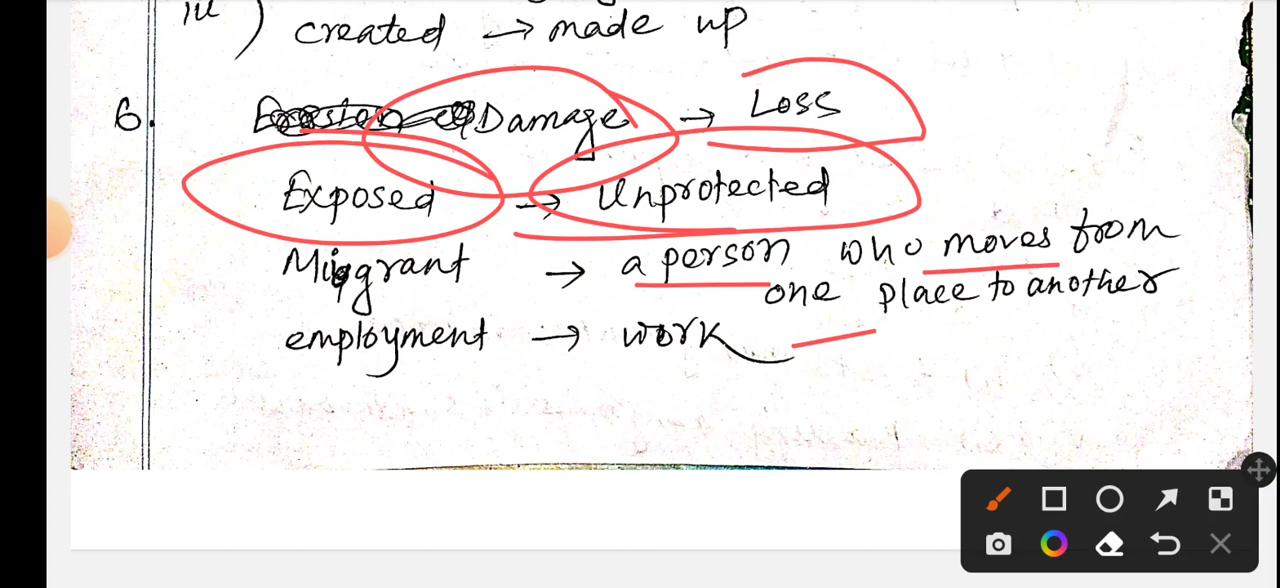 iii) created → made up
6. Damage → Loss
Exposed → Unprotected
Migrant → a person who moves from
one place to another
employment → work